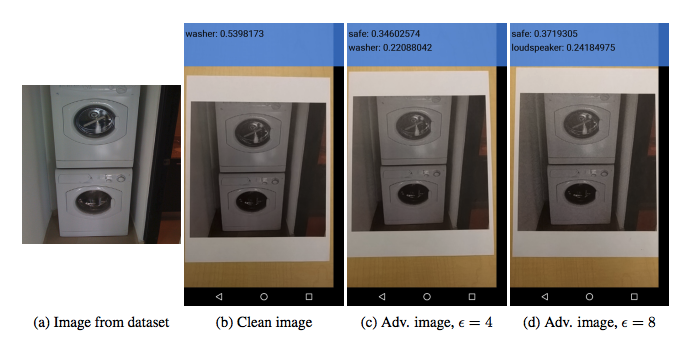 washer: 0.5398173
safe: 0.34602574
washer: 0.22088042
safe: 0.3719305
loudspeaker: 0.24184975
(a) Image from dataset
(b) Clean image
(c) Adv. image, ϵ = 4
(d) Adv. image, ϵ = 8